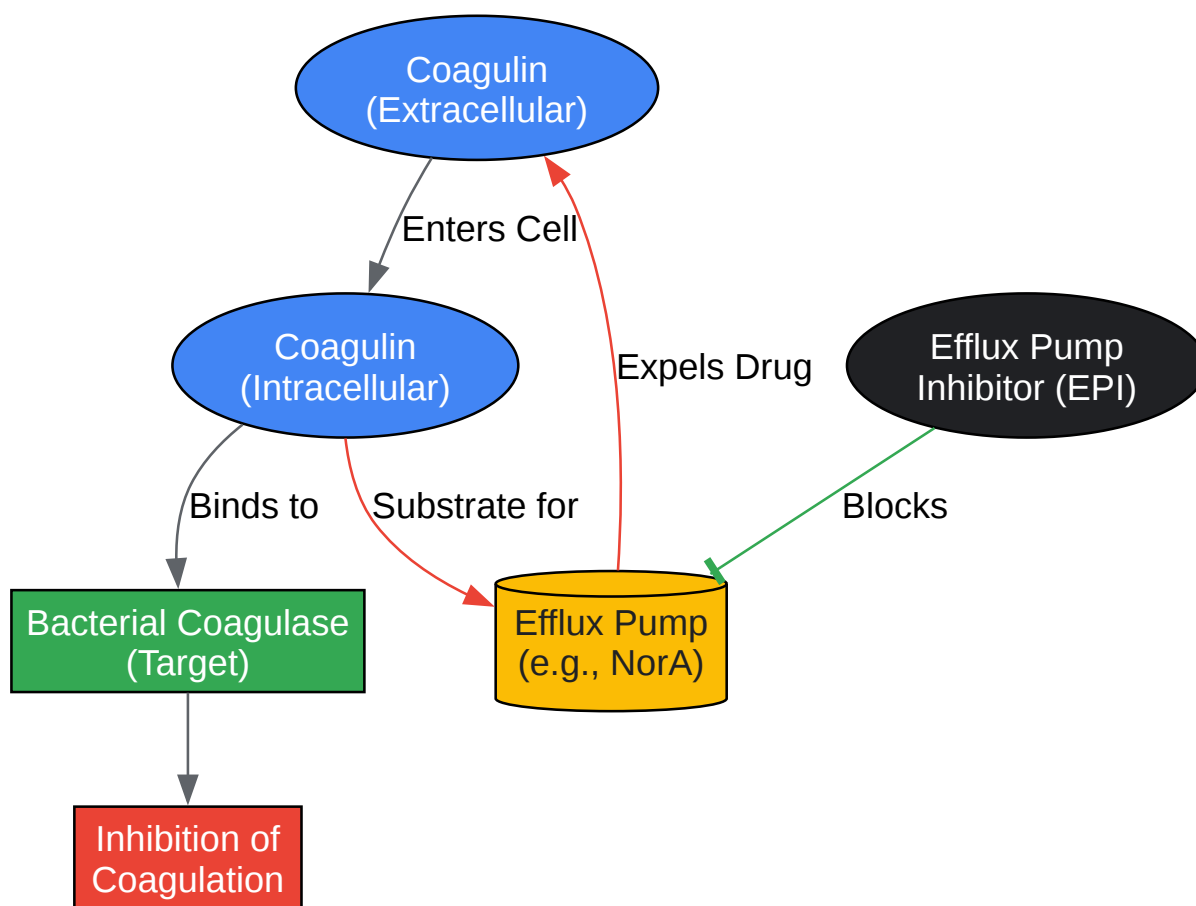 Coagulin
(Extracellular)
Enters Cell
Coagulin
(Intracellular)
Expels Drug
Efflux Pump
Inhibitor (EPI)
Binds to
Substrate for
Blocks
Bacterial Coagulase
(Target)
Efflux Pump
(e.g., NorA)
Inhibition of
Coagulation